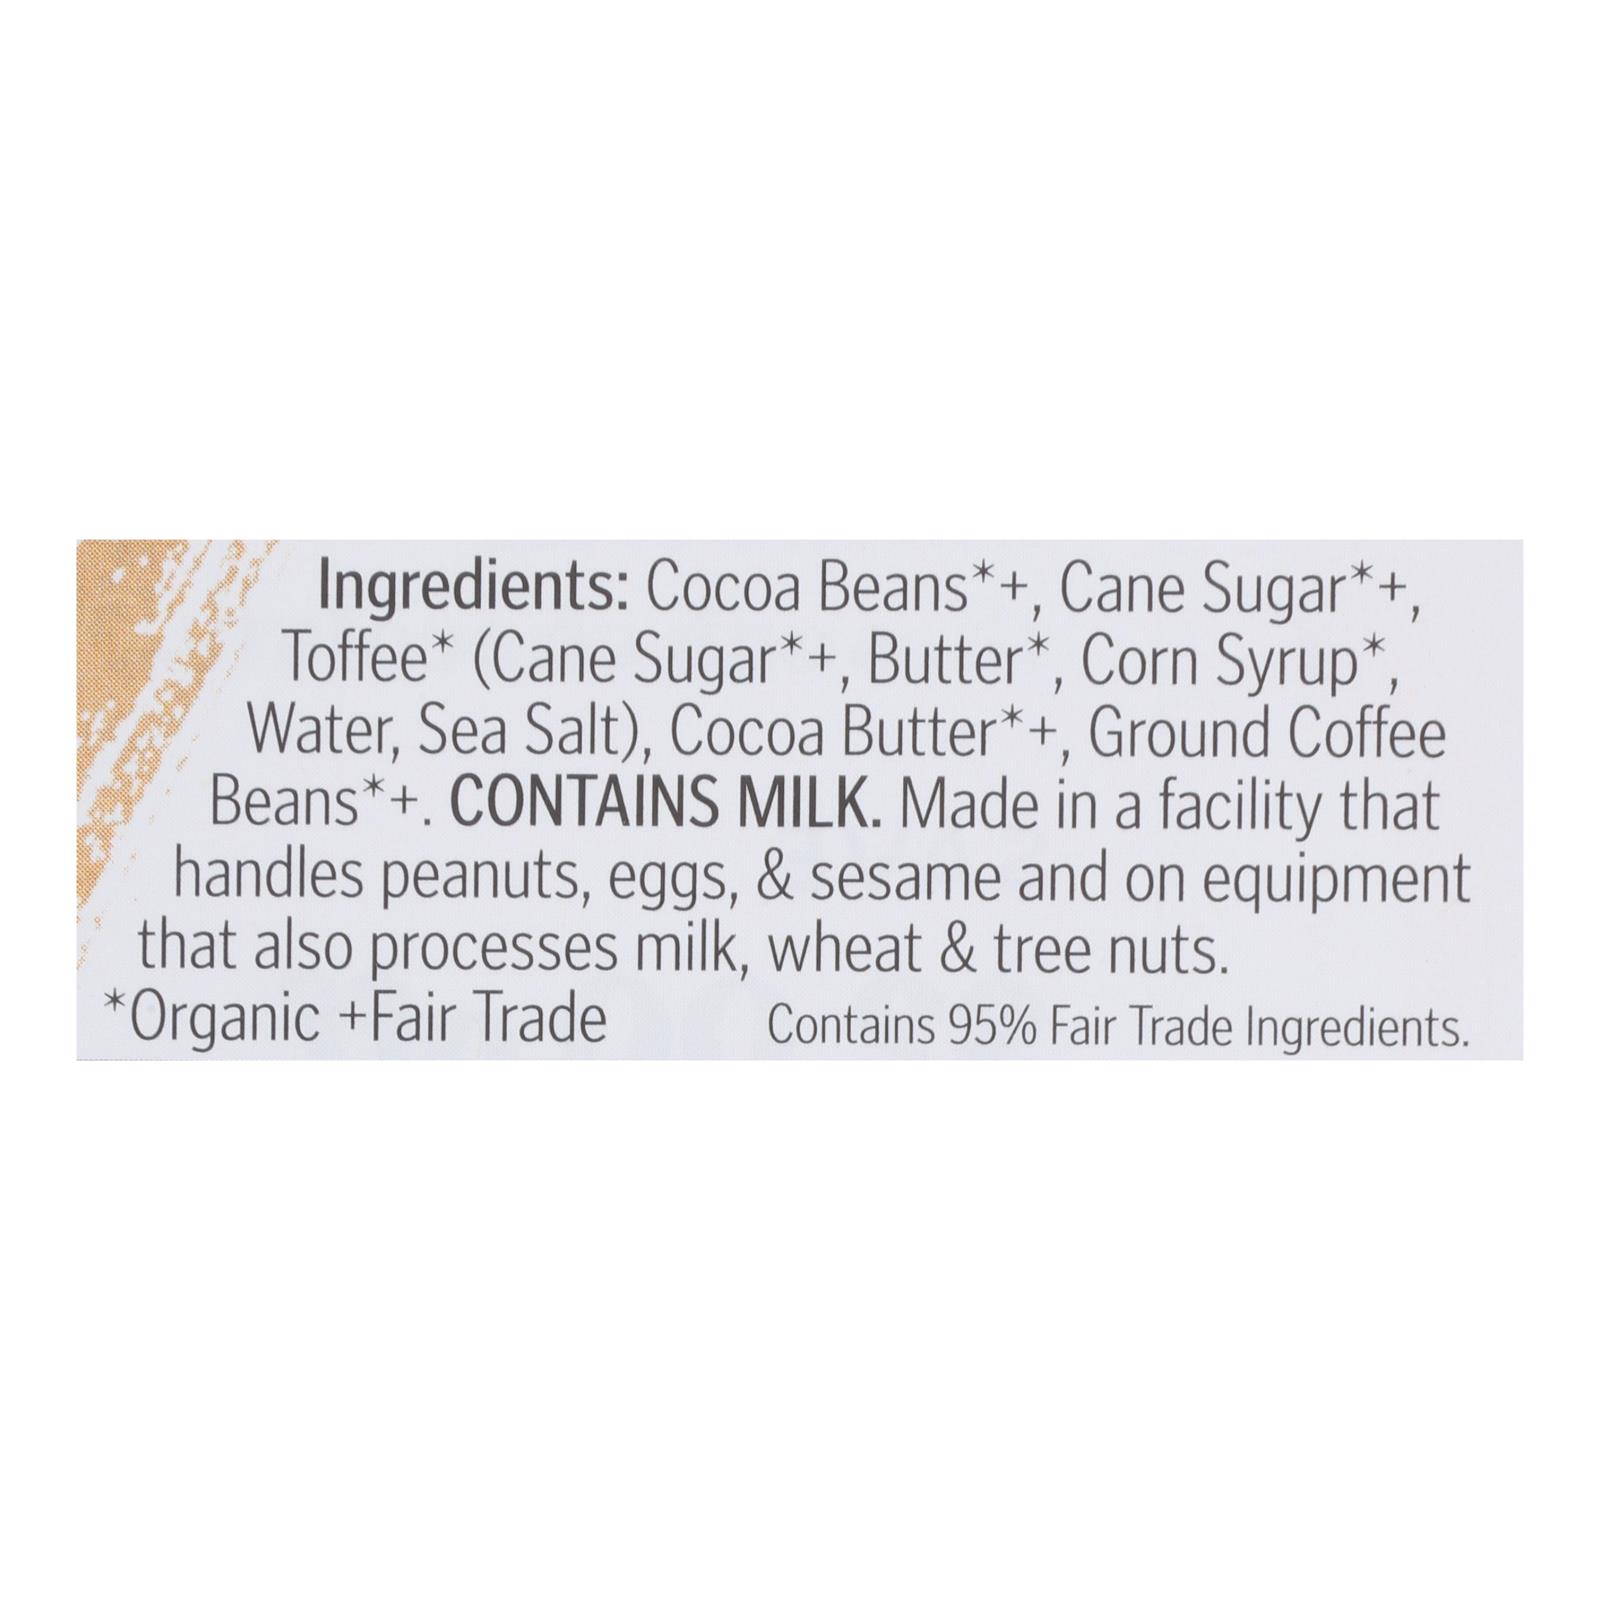 Ingredients: Cocoa Beans*+, Cane Sugar*+,
Toffee* (Cane Sugar*+, Butter*, Corn Syrup*,
Water, Sea Salt), Cocoa Butter*+, Ground Coffee
Beans*+. CONTAINS MILK. Made in a facility that
handles peanuts, eggs, & sesame and on equipment
that also processes milk, wheat & tree nuts.
*Organic +Fair Trade Contains 95% Fair Trade Ingredients.